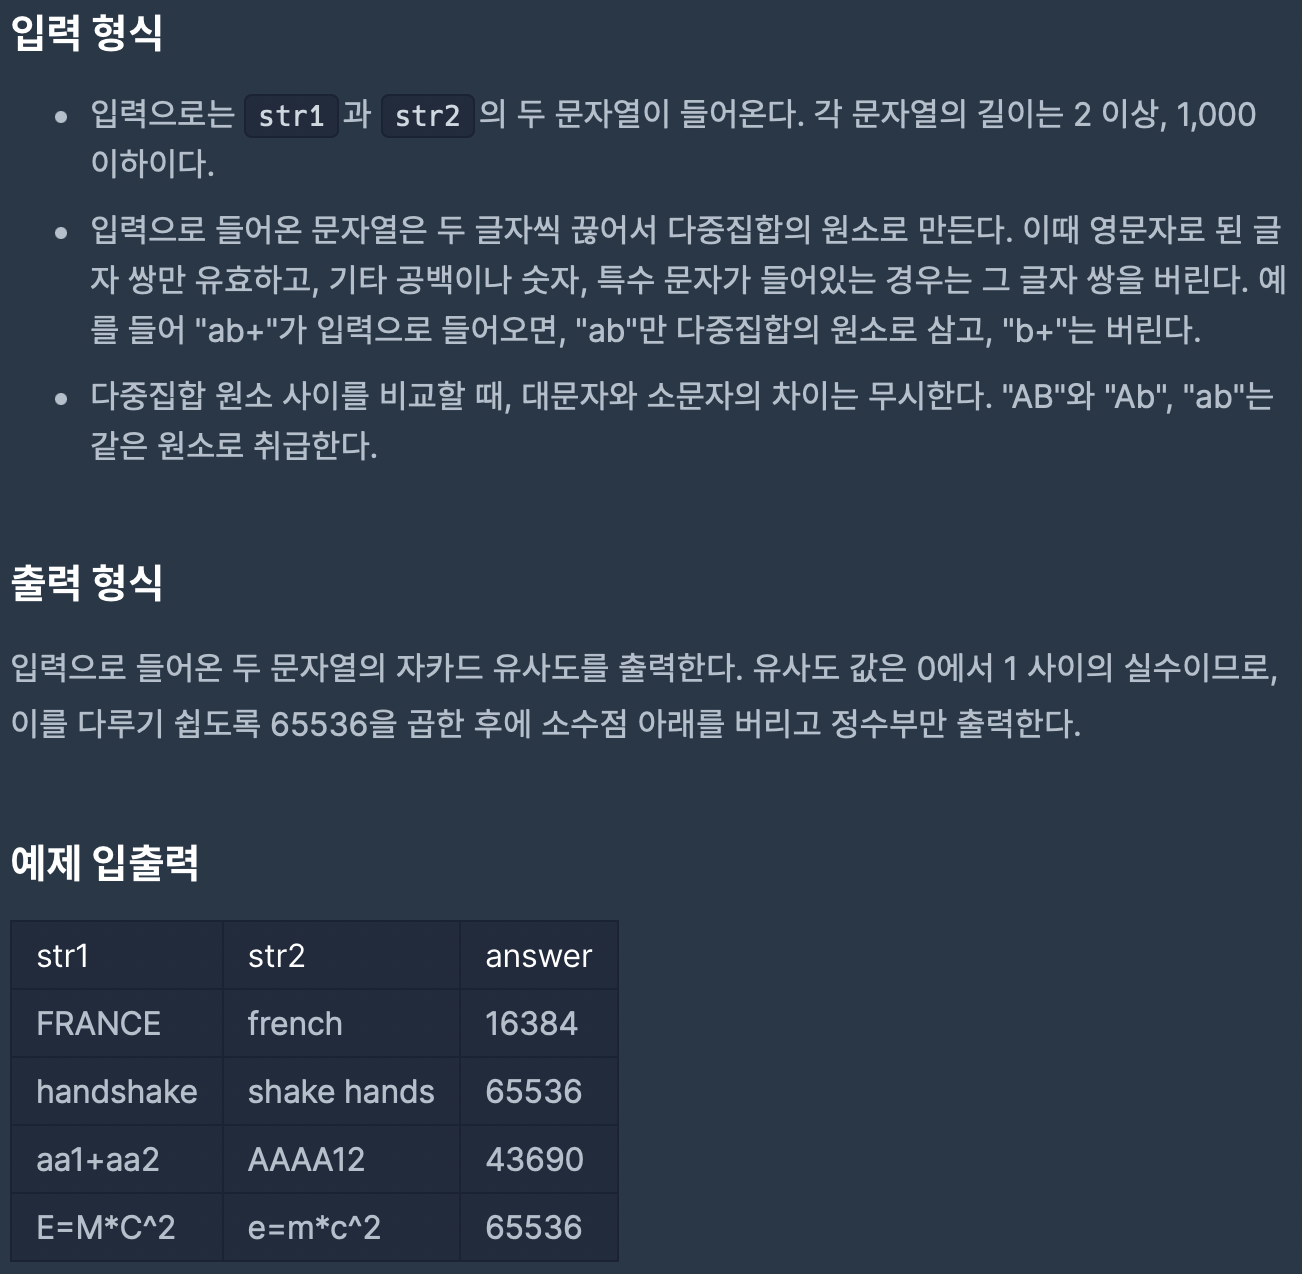 입력 형식
입력으로는 str1 과 str2 의 두 문자열이 들어온다. 각 문자열의 길이는 2 이상, 1,000
이하이다.
입력으로 들어온 문자열은 두 글자씩 끊어서 다중집합의 원소로 만든다. 이때 영문자로 된 글
자 쌍만 유효하고, 기타 공백이나 숫자, 특수 문자가 들어있는 경우는 그 글자 쌍을 버린다. 예
를 들어 "ab+"가 입력으로 들어오면, "ab"만 다중집합의 원소로 삼고, "b+"는 버린다.
다중집합 원소 사이를 비교할 때, 대문자와 소문자의 차이는 무시한다. "AB"와 "Ab", "ab"는
같은 원소로 취급한다.
출력 형식
입력으로 들어온 두 문자열의 자카드 유사도를 출력한다. 유사도 값은 0에서 1 사이의 실수이므로,
이를 다루기 쉽도록 65536을 곱한 후에 소수점 아래를 버리고 정수부만 출력한다.
예제 입출력
str1 str2 answer
FRANCE french 16384
handshake shake hands 65536
aa1+aa2 AAAA12 43690
E=M*C^2 e=m*c^2 65536